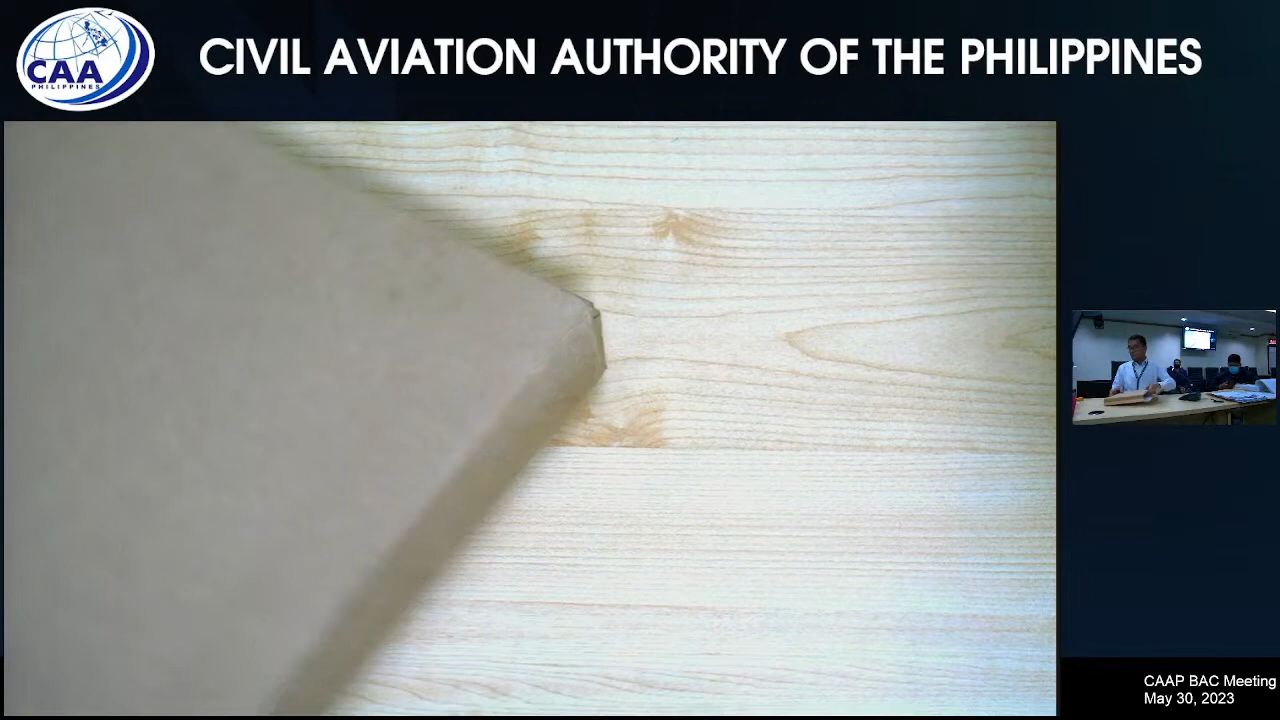 CAA
PHILIPPINES
CIVIL AVIATION AUTHORITY OF THE PHILIPPINES
CAAP BAC Meeting
May 30, 2023